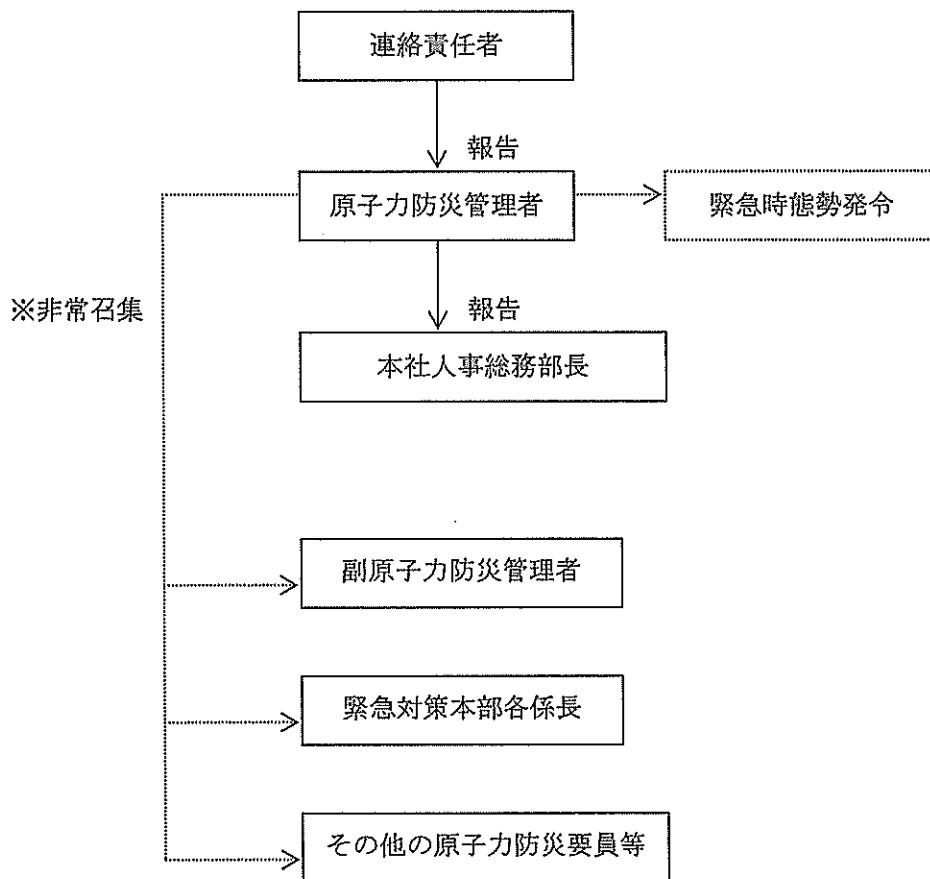 連絡責任者
報告
原子力防災管理者
緊急時態勢発令
※非常召集
報告
本社人事総務部長
副原子力防災管理者
緊急対策本部各係長
その他の原子力防災要員等